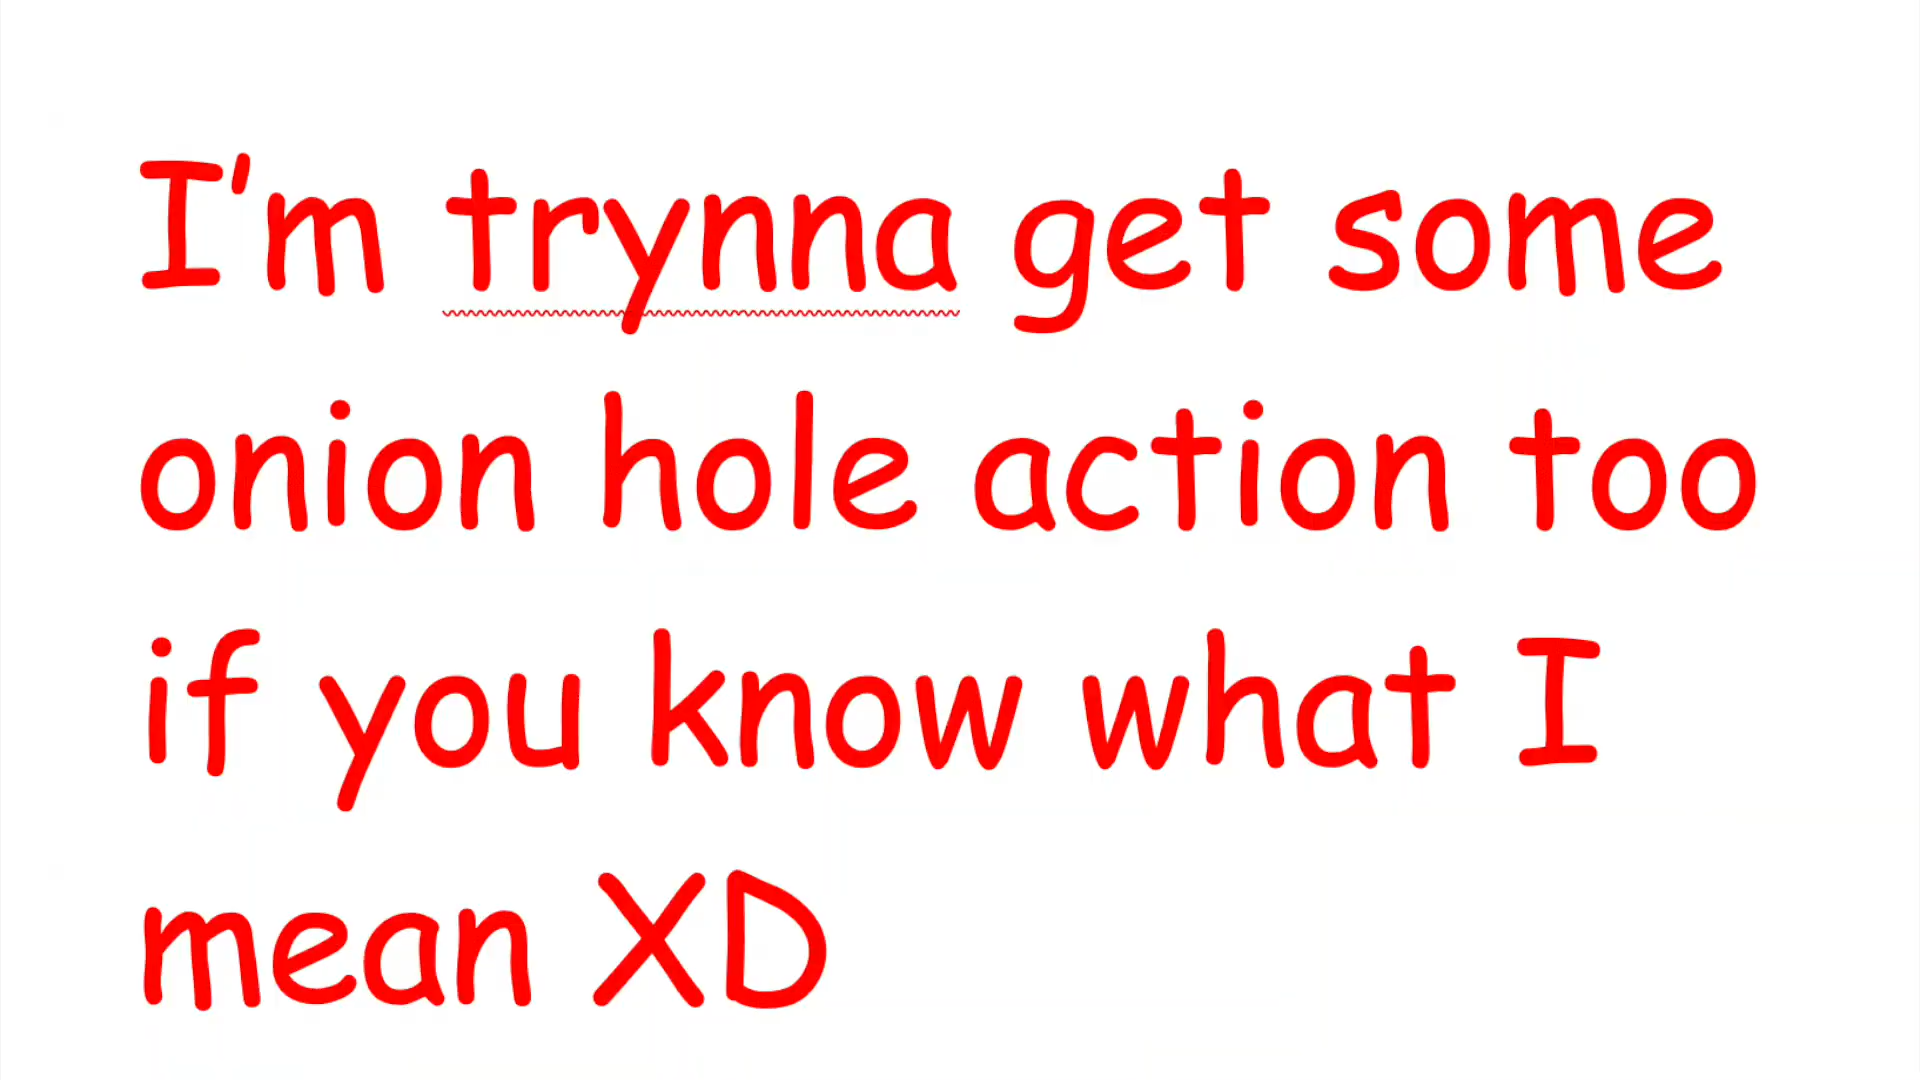 I'm trynna get some
onion hole action too
if you know what I
mean XD